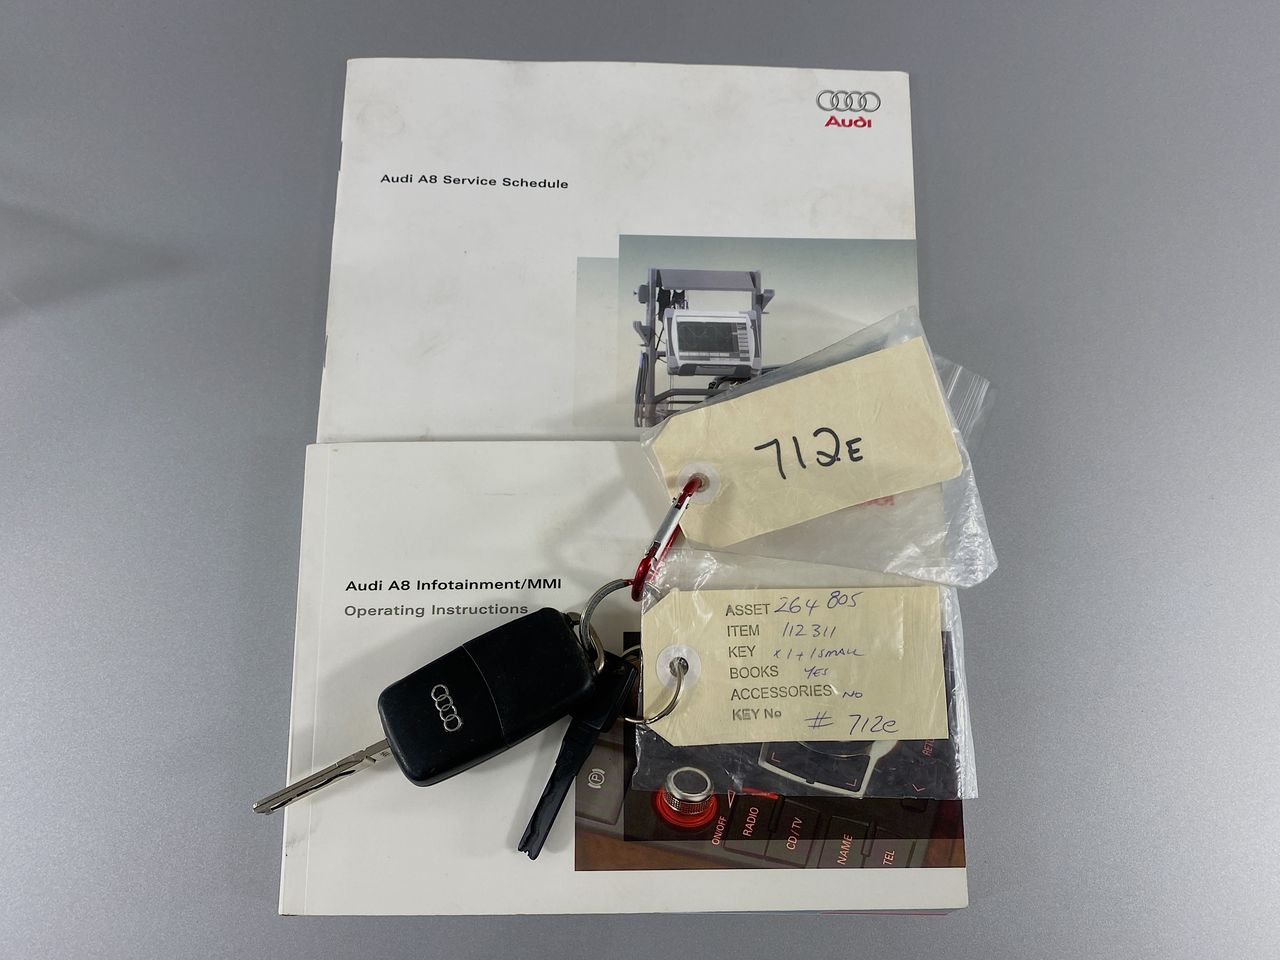 Audi
Audi A8 Service Schedule
712E
Audi A8 Infotainment/MMI
Operating Instructions
ASSET 264 805
ITEM 112311
KEY x 1 + 1 SMALL
BOOKS YES
ACCESSORIES NO
KEY No # 712e
ON/OFF
RADIO
CD / TV
NAME
TEL